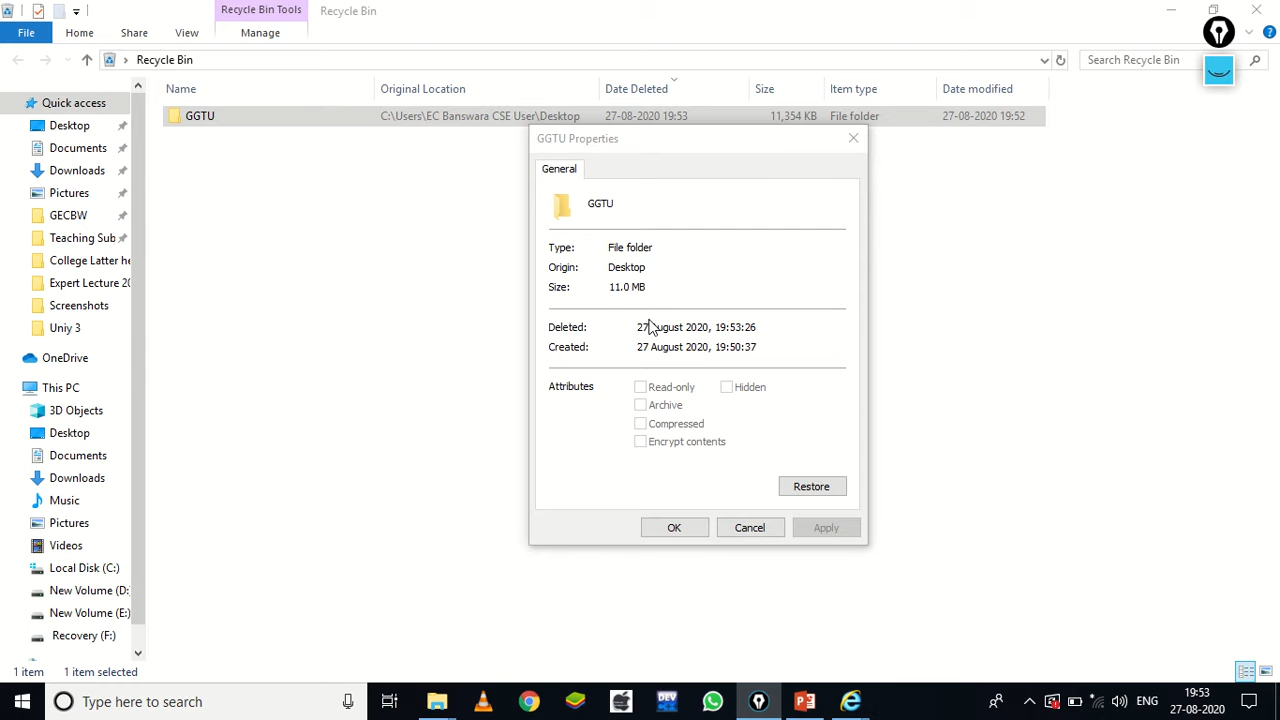 Recycle Bin Tools
Recycle Bin
File
Home
Share
View
Manage
Recycle Bin
Search Recycle Bin
Name
Original Location
Date Deleted
Size
Item type
Date modified
GGTU
C:\Users\EC Banswara CSE User\Desktop
27-08-2020 19:53
11,354 KB
File folder
27-08-2020 19:52
Quick access
Desktop
Documents
Downloads
Pictures
GECBW
Teaching Sub
College Latter he
Expert Lecture 20
Screenshots
Uniy 3
OneDrive
This PC
3D Objects
Desktop
Documents
Downloads
Music
Pictures
Videos
Local Disk (C:)
New Volume (D:
New Volume (E:)
Recovery (F:)
GGTU Properties
General
GGTU
Type: File folder
Origin: Desktop
Size: 11.0 MB
Deleted: 27 August 2020, 19:53:26
Created: 27 August 2020, 19:50:37
Attributes
Read-only
Hidden
Archive
Compressed
Encrypt contents
Restore
OK
Cancel
Apply
1 item
1 item selected
Type here to search
DEV
ENG
19:53
27-08-2020